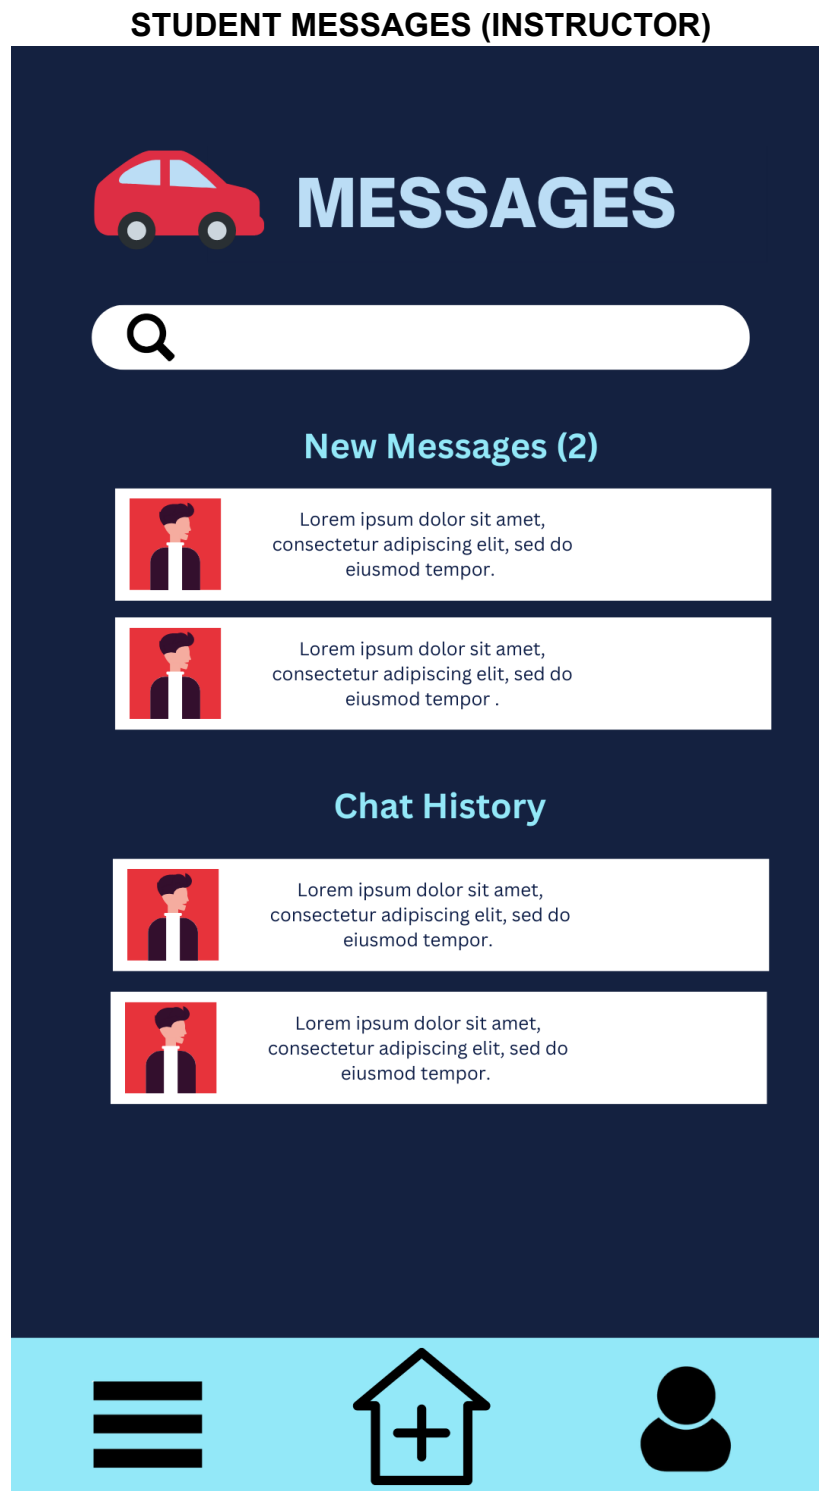 STUDENT MESSAGES (INSTRUCTOR)
MESSAGES
New Messages (2)
Lorem ipsum dolor sit amet,
consectetur adipiscing elit, sed do
eiusmod tempor.
Lorem ipsum dolor sit amet,
consectetur adipiscing elit, sed do
eiusmod tempor .
Chat History
Lorem ipsum dolor sit amet,
consectetur adipiscing elit, sed do
eiusmod tempor.
Lorem ipsum dolor sit amet,
consectetur adipiscing elit, sed do
eiusmod tempor.